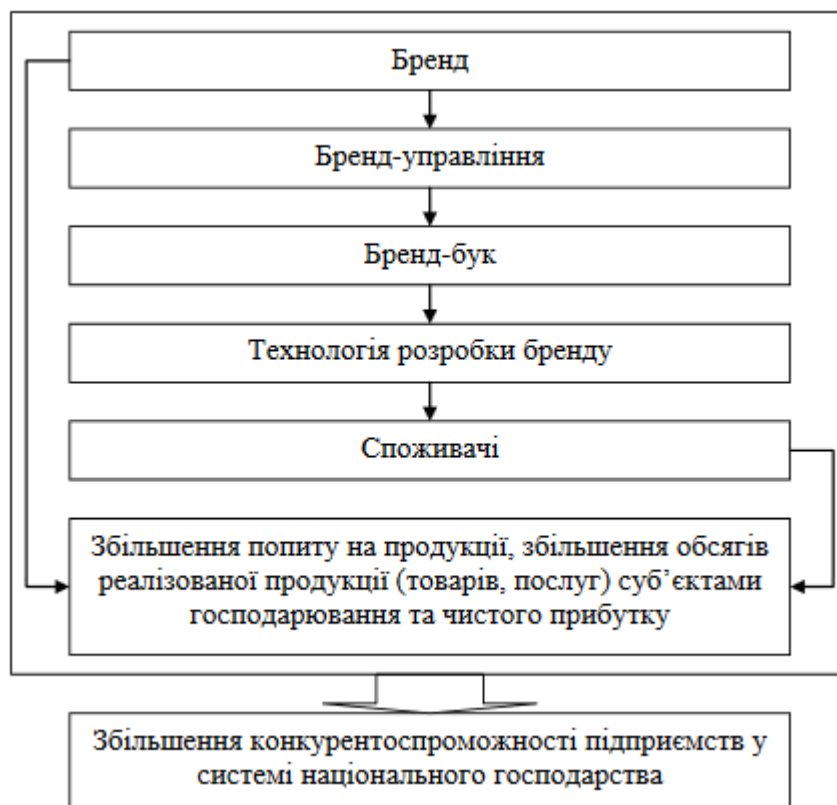 Бренд
Бренд-управління
Бренд-бук
Технологія розробки бренду
Споживачі
Збільшення попиту на продукції, збільшення обсягів
реалізованої продукції (товарів, послуг) суб’єктами
господарювання та чистого прибутку
Збільшення конкурентоспроможності підприємств у
системі національного господарства